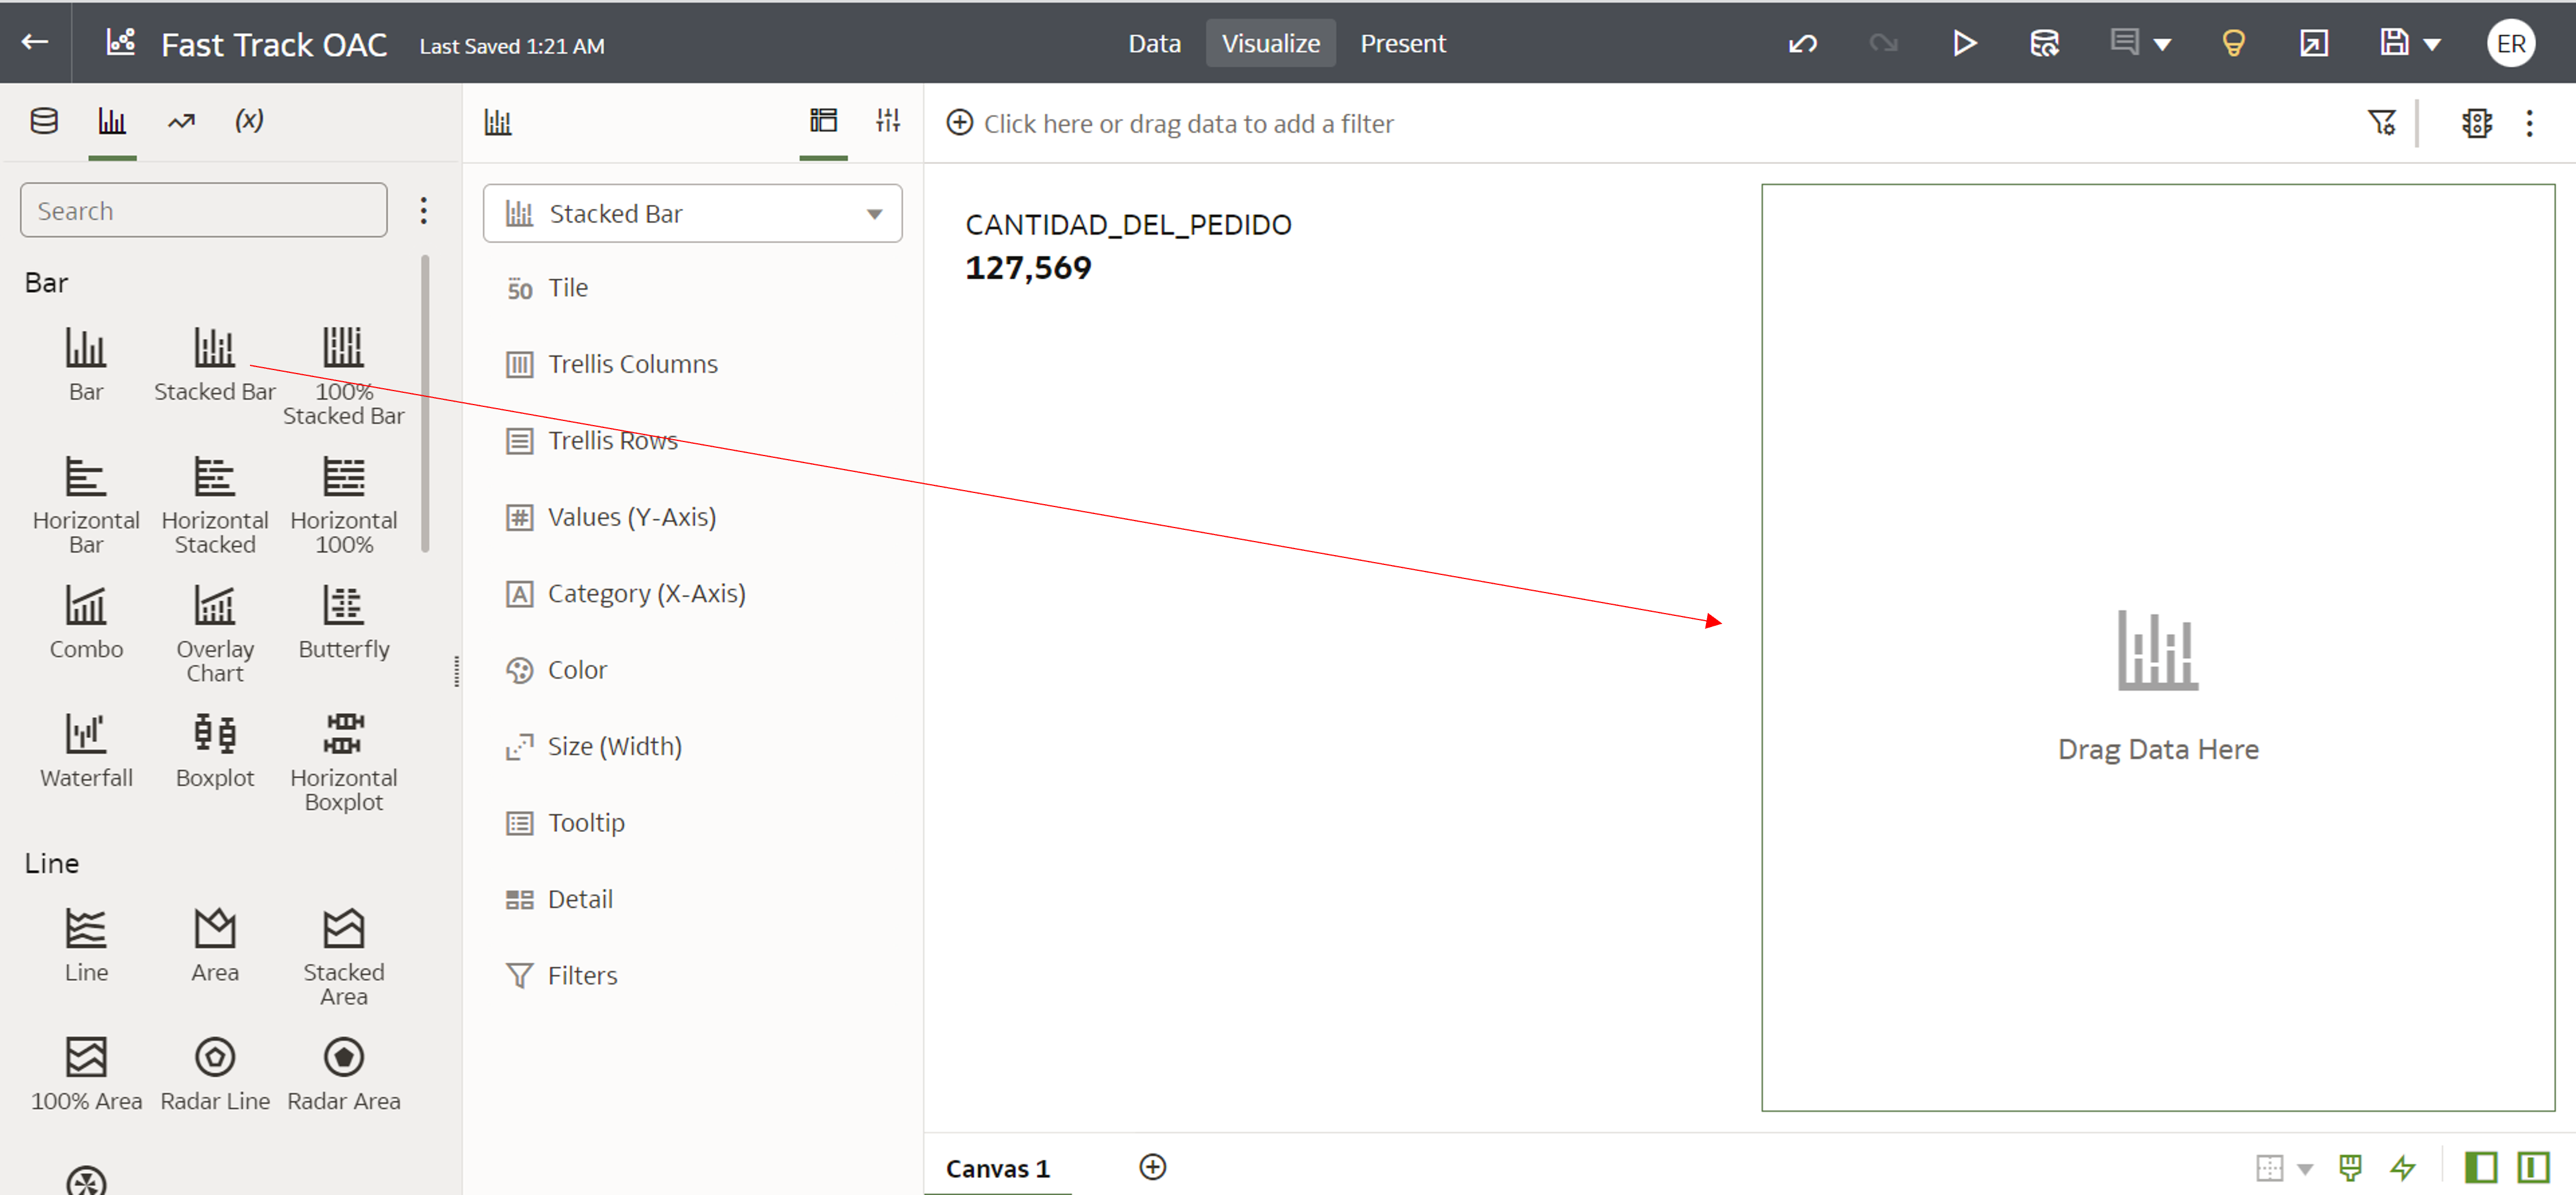 Fast Track OAC
Last Saved 1:21 AM
Data
Visualize
Present
ER
(x)
Search
Bar
Bar
Stacked Bar
100%
Stacked Bar
Horizontal
Bar
Horizontal
Stacked
Horizontal
100%
Combo
Overlay
Chart
Butterfly
Waterfall
Boxplot
Horizontal
Boxplot
Line
Line
Area
Stacked
Area
100% Area
Radar Line
Radar Area
Stacked Bar
50
Tile
Trellis Columns
Trellis Rows
#
Values (Y-Axis)
A
Category (X-Axis)
Color
Size (Width)
Tooltip
Detail
Filters
Click here or drag data to add a filter
CANTIDAD_DEL_PEDIDO
127,569
Drag Data Here
Canvas 1